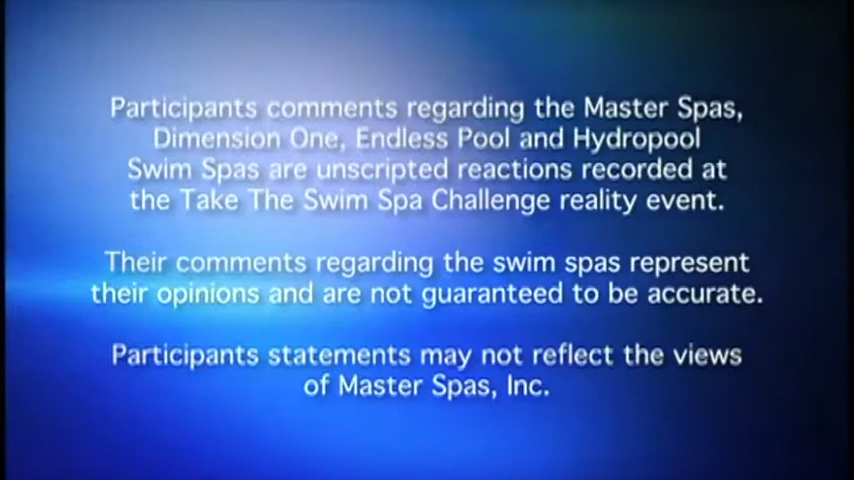 Participants comments regarding the Master Spas,
Dimension One, Endless Pool and Hydropool
Swim Spas are unscripted reactions recorded at
the Take The Swim Spa Challenge reality event.
Their comments regarding the swim spas represent
their opinions and are not guaranteed to be accurate.
Participants statements may not reflect the views
of Master Spas, Inc.